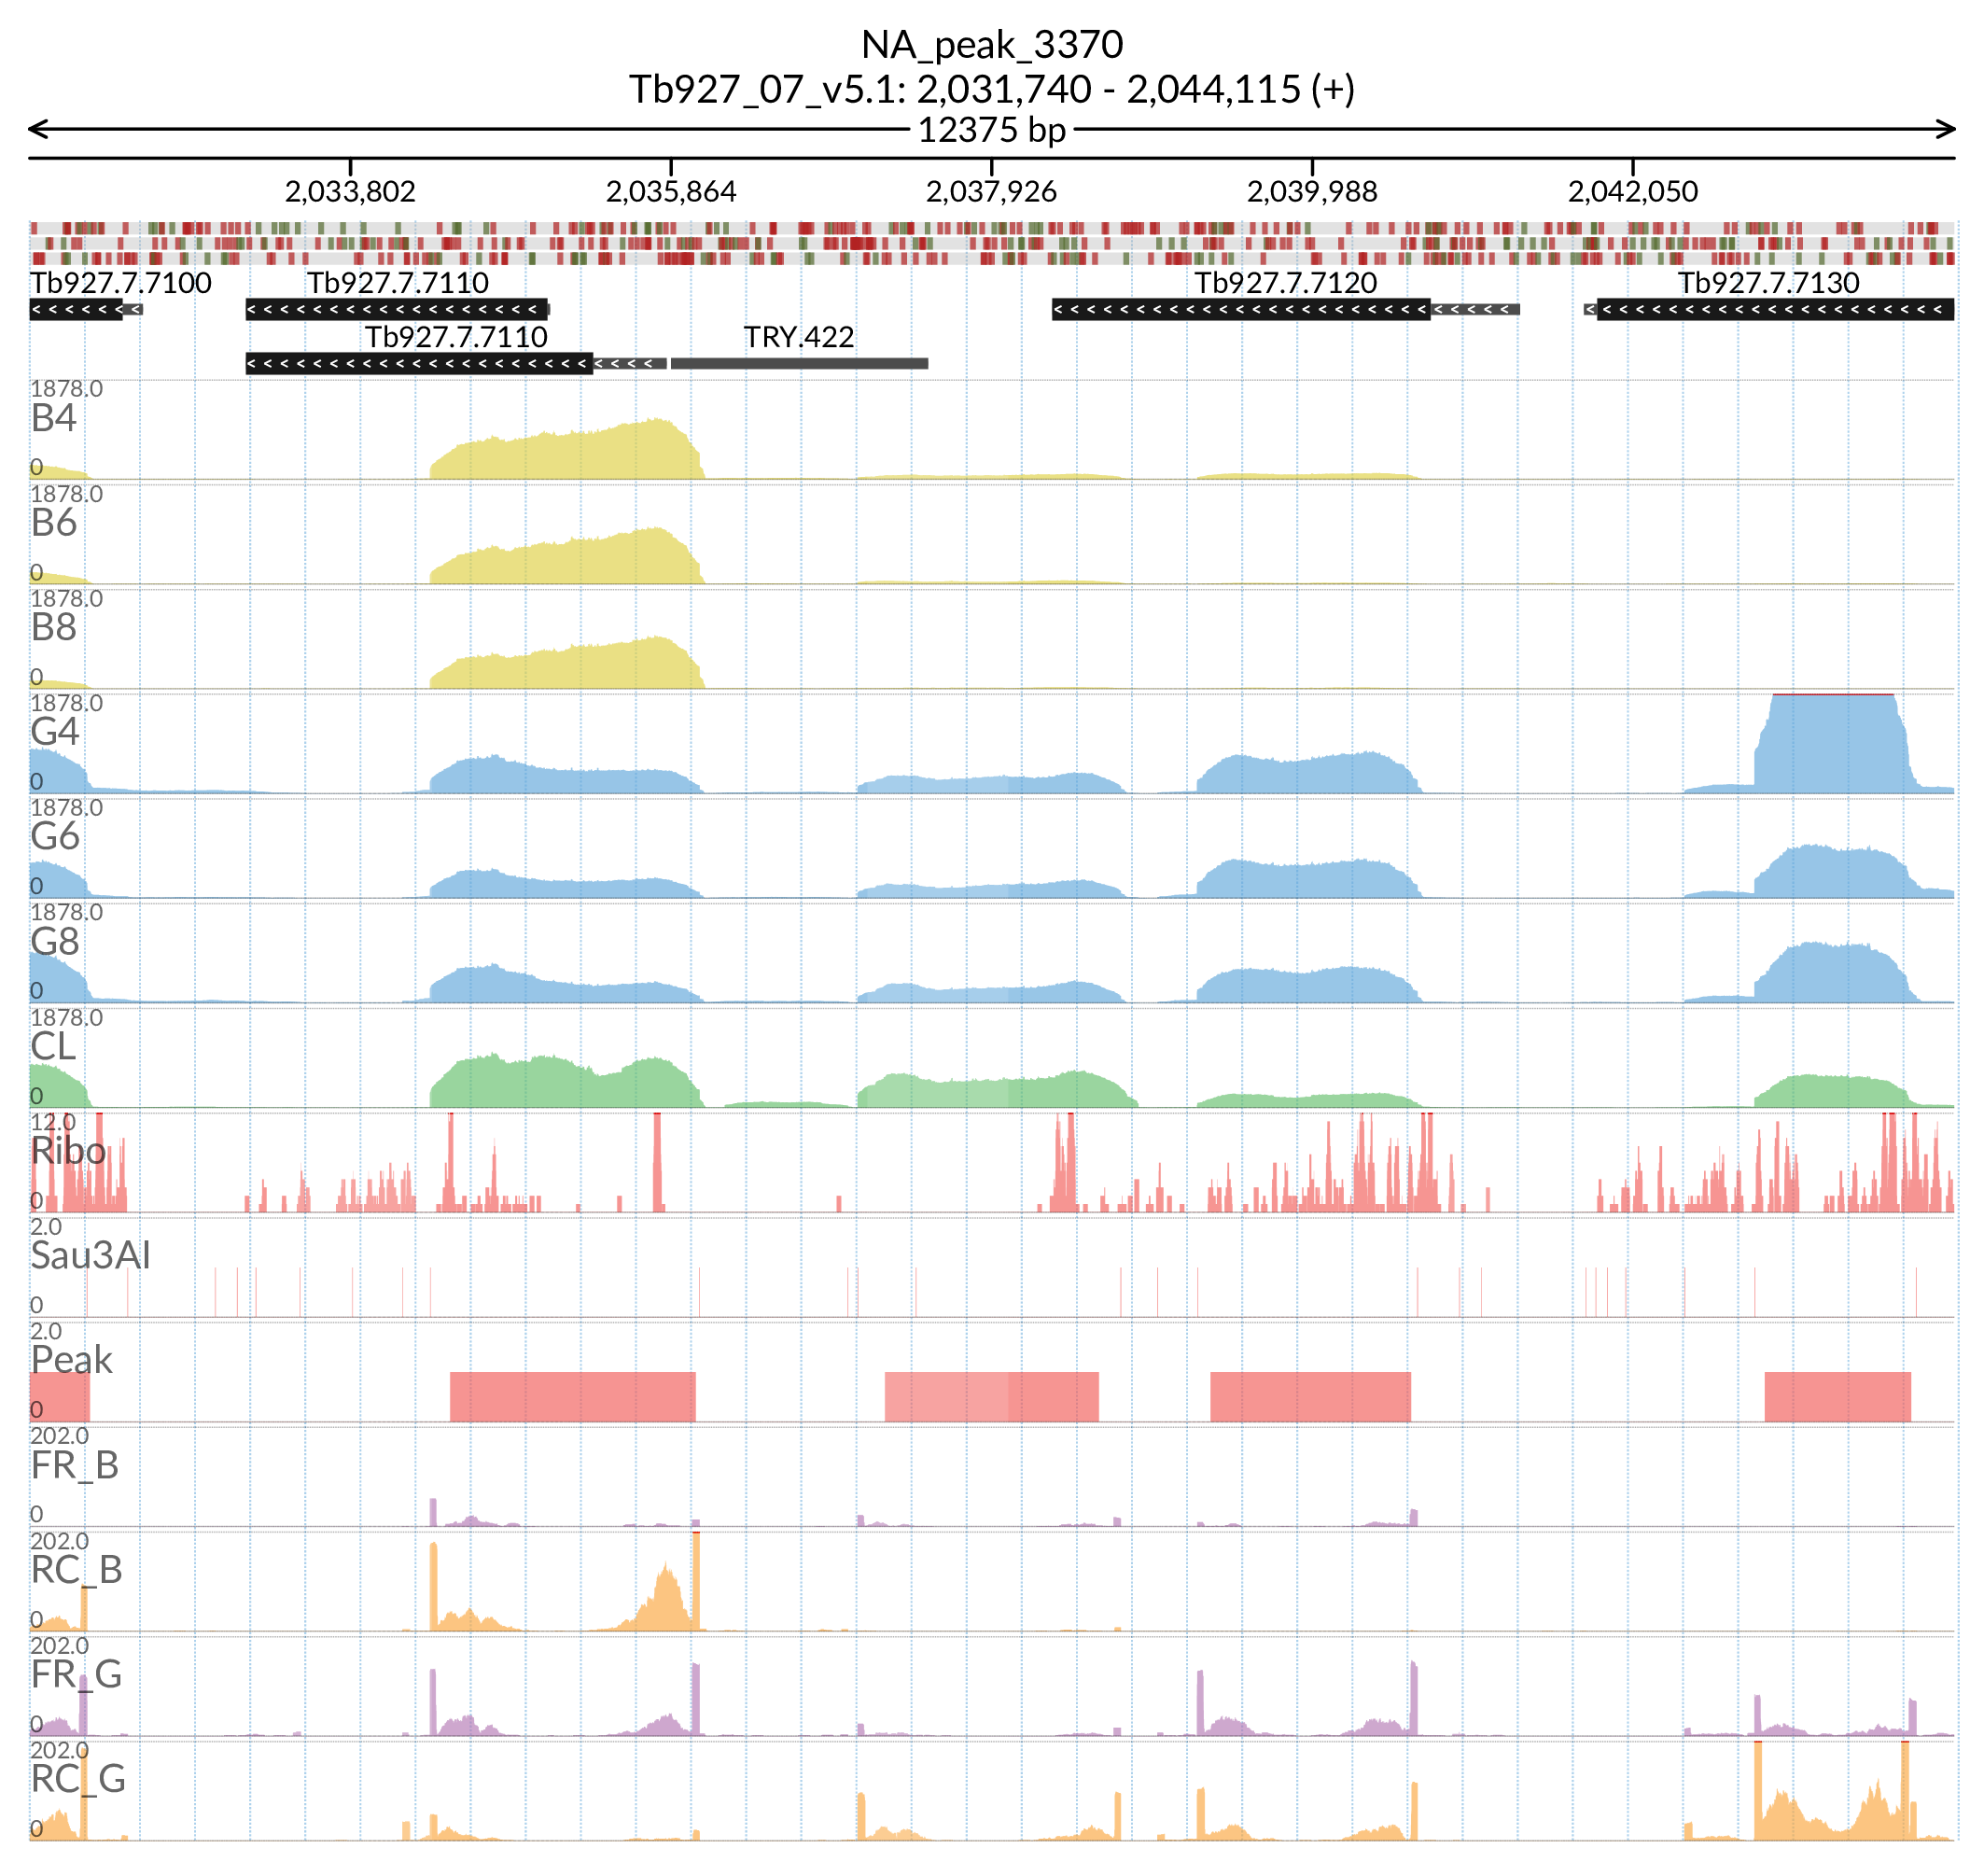 NA_peak_3370
Tb927_07_v5.1: 2,031,740 - 2,044,115 (+)
12375 bp
2,033,802 2,035,864 2,037,926 2,039,988 2,042,050
Tb927.7.7100 Tb927.7.7110 Tb927.7.7120 Tb927.7.7130
Tb927.7.7110 TRY.422
1878.0
B4
0
1878.0
B6
0
1878.0
B8
0
1878.0
G4
0
1878.0
G6
0
1878.0
G8
0
1878.0
CL
0
12.0
Ribo
0
2.0
Sau3AI
0
2.0
Peak
0
202.0
FR_B
0
202.0
RC_B
0
202.0
FR_G
0
202.0
RC_G
0